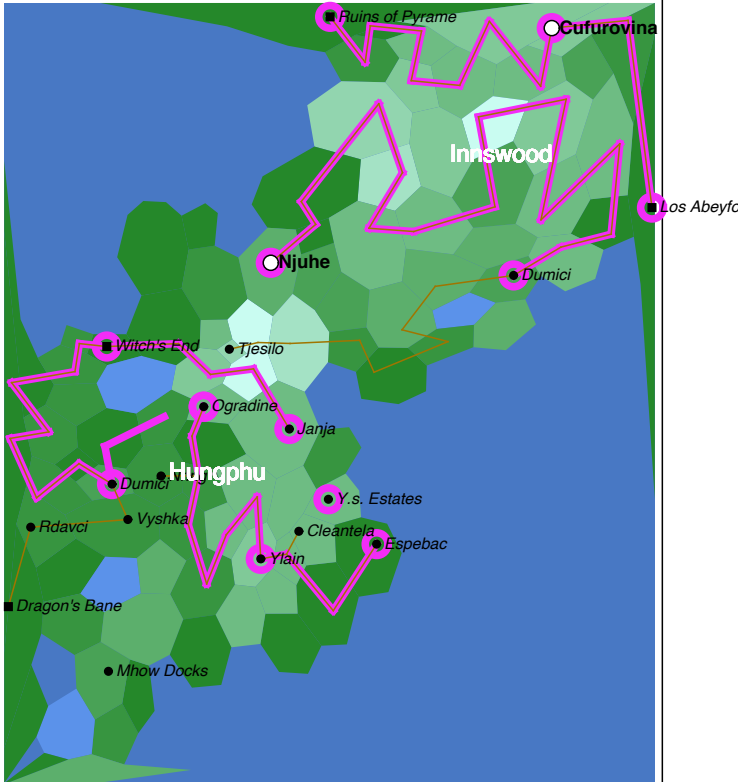 Ruins of Pyrame
Cufurovina
Innswood
Los Abeyfo
Njuhe
Dumici
Witch's End
Tjesilo
Ogradine
Janja
Hungphu
Dumici
Y.s. Estates
Vyshka
Rdavci
Cleantela
Espebac
Ylain
Dragon's Bane
Mhow Docks